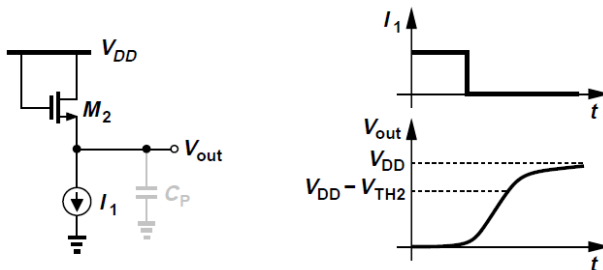 V_DD
M_2
V_out
I_1
C_P
I_1
t
V_out
V_DD
V_DD − V_TH2
t